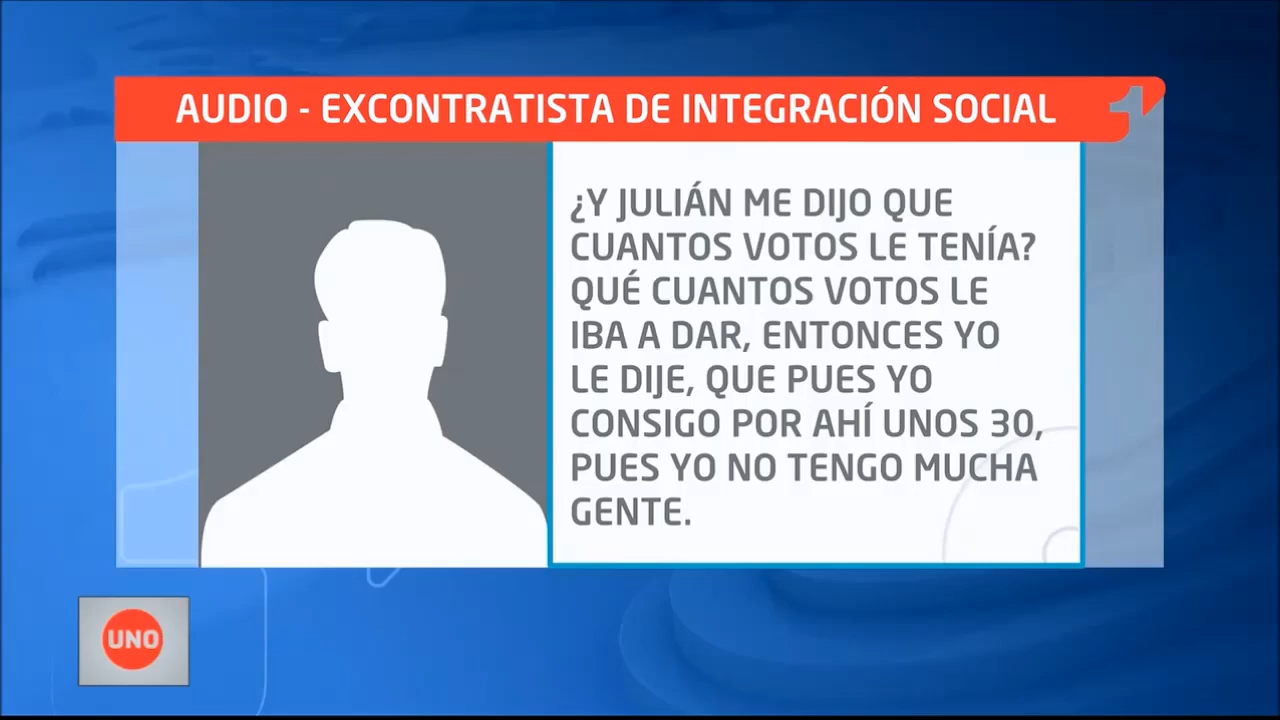 AUDIO - EXCONTRATISTA DE INTEGRACIÓN SOCIAL
¿Y JULIÁN ME DIJO QUE
CUANTOS VOTOS LE TENÍA?
QUÉ CUANTOS VOTOS LE
IBA A DAR, ENTONCES YO
LE DIJE, QUE PUES YO
CONSIGO POR AHÍ UNOS 30,
PUES YO NO TENGO MUCHA
GENTE.
UNO